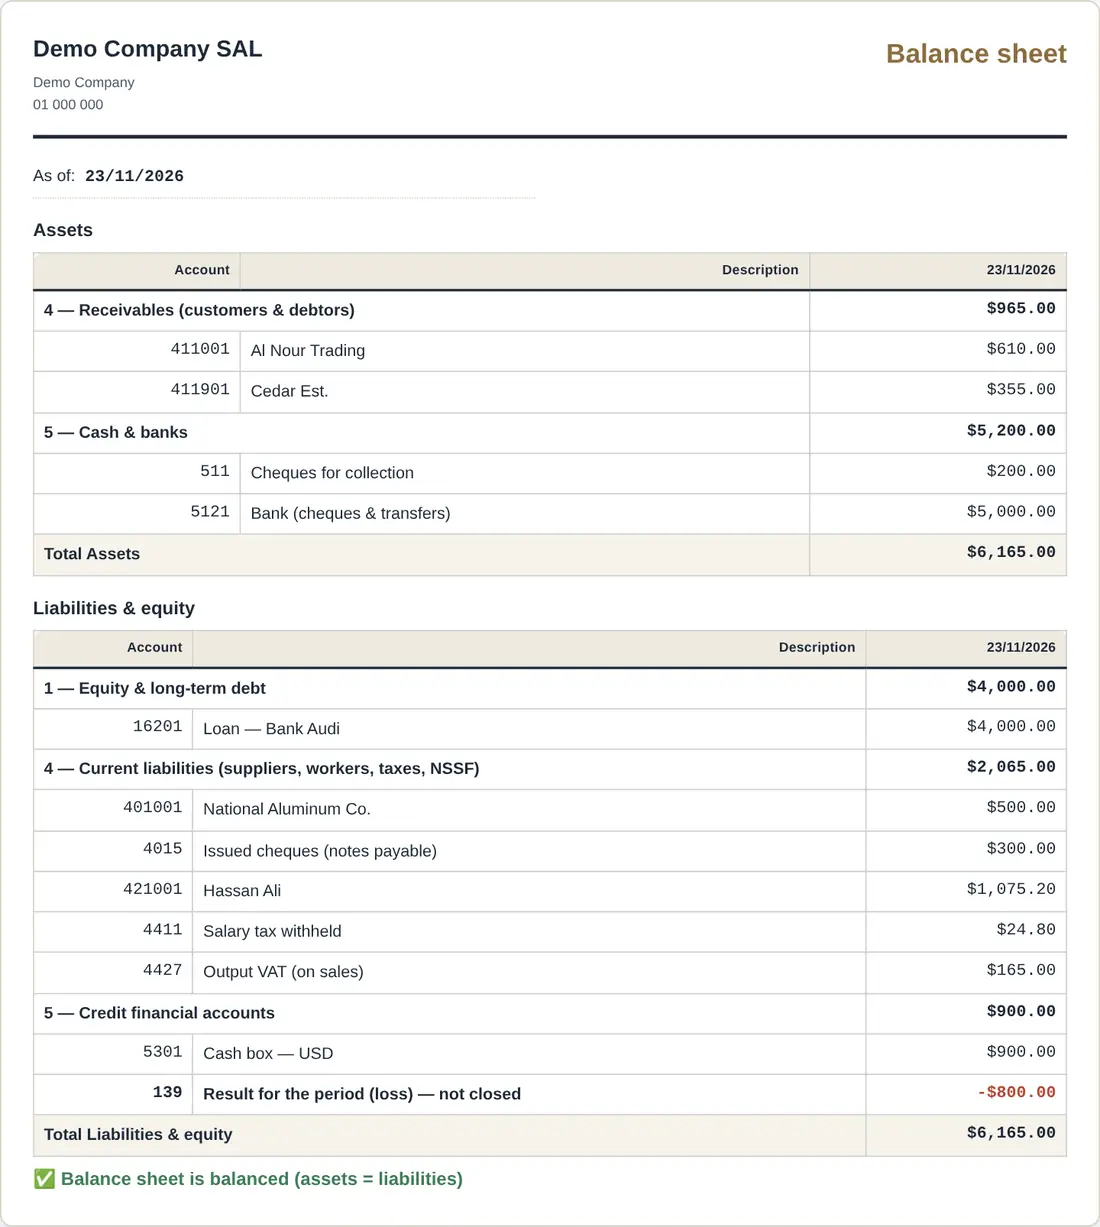 Demo Company SAL
Balance sheet
Demo Company
01 000 000
As of: 23/11/2026
Assets
Account Description 23/11/2026
4 — Receivables (customers & debtors) $965.00
411001 Al Nour Trading $610.00
411901 Cedar Est. $355.00
5 — Cash & banks $5,200.00
511 Cheques for collection $200.00
5121 Bank (cheques & transfers) $5,000.00
Total Assets $6,165.00
Liabilities & equity
Account Description 23/11/2026
1 — Equity & long-term debt $4,000.00
16201 Loan — Bank Audi $4,000.00
4 — Current liabilities (suppliers, workers, taxes, NSSF) $2,065.00
401001 National Aluminum Co. $500.00
4015 Issued cheques (notes payable) $300.00
421001 Hassan Ali $1,075.20
4411 Salary tax withheld $24.80
4427 Output VAT (on sales) $165.00
5 — Credit financial accounts $900.00
5301 Cash box — USD $900.00
139 Result for the period (loss) — not closed -$800.00
Total Liabilities & equity $6,165.00
✅ Balance sheet is balanced (assets = liabilities)